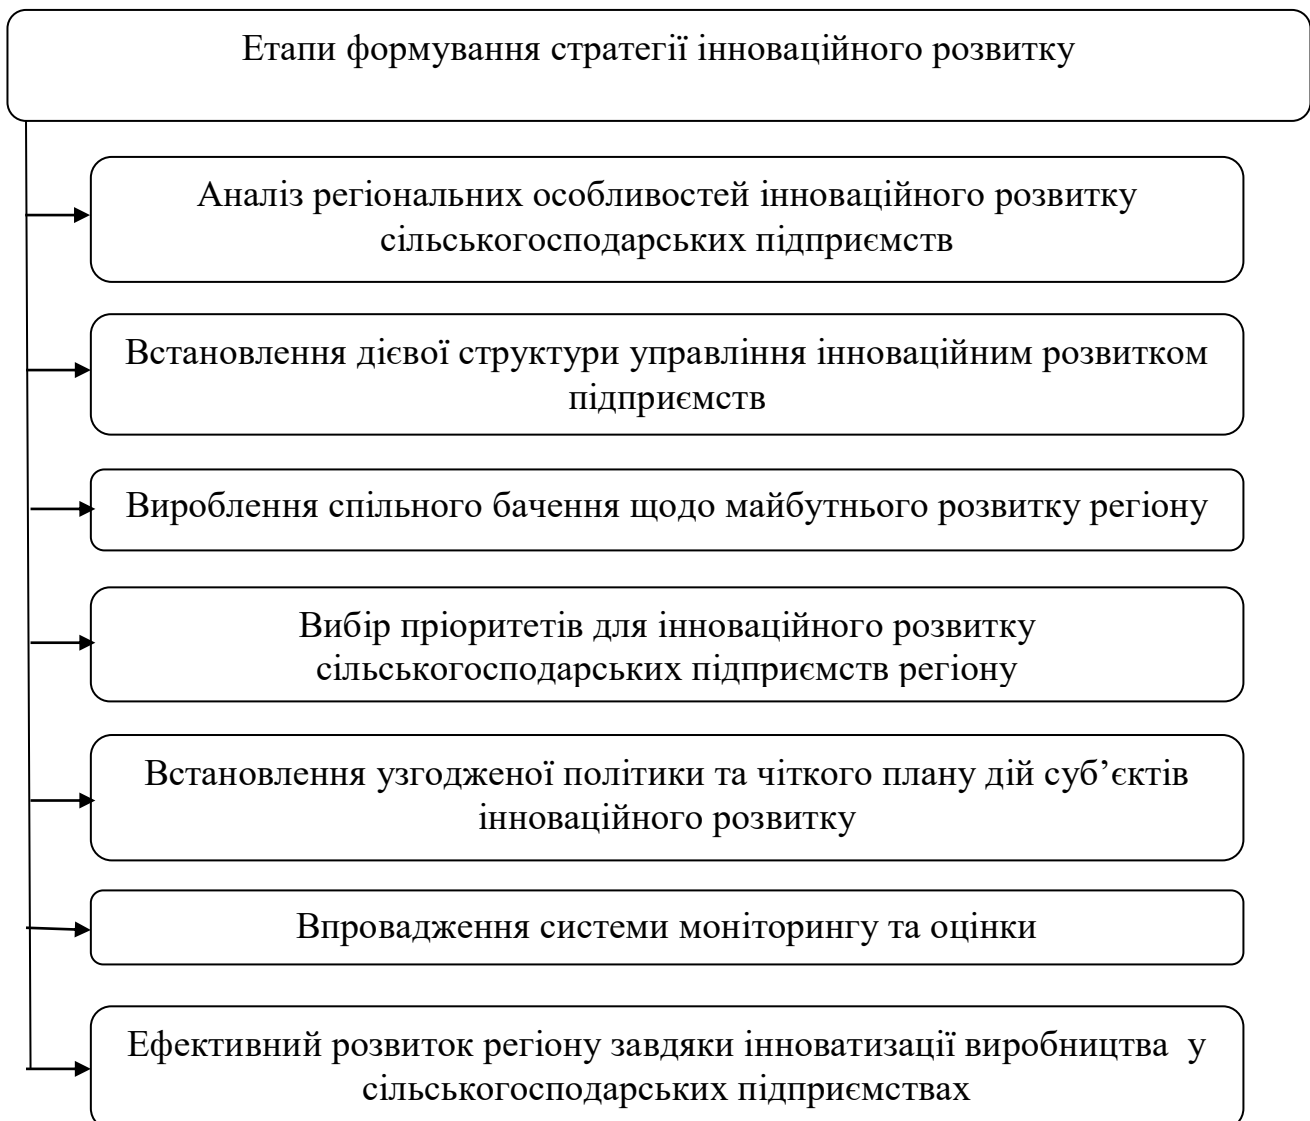 Етапи формування стратегії інноваційного розвитку
Аналіз регіональних особливостей інноваційного розвитку
сільськогосподарських підприємств
Встановлення дієвої структури управління інноваційним розвитком
підприємств
Вироблення спільного бачення щодо майбутнього розвитку регіону
Вибір пріоритетів для інноваційного розвитку
сільськогосподарських підприємств регіону
Встановлення узгодженої політики та чіткого плану дій суб’єктів
інноваційного розвитку
Впровадження системи моніторингу та оцінки
Ефективний розвиток регіону завдяки інноватизації виробництва у
сільськогосподарських підприємствах